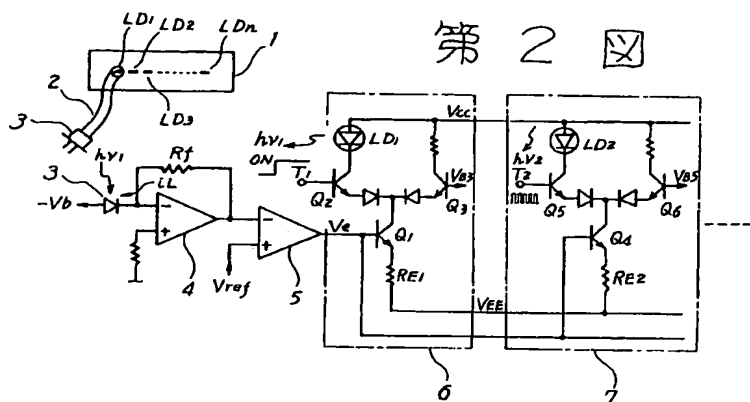 第 2 図
LD1 LD2 LDn
1
2
LD3
3
hν1
Rf
3
iL
-Vb
4
Vref
5
Ve
hν1
ON
T1
LD1
Q2
VB3
Q3
Q1
RE1
6
Vcc
VEE
hν2
T2
LD2
Q5
VB5
Q6
Q4
RE2
7